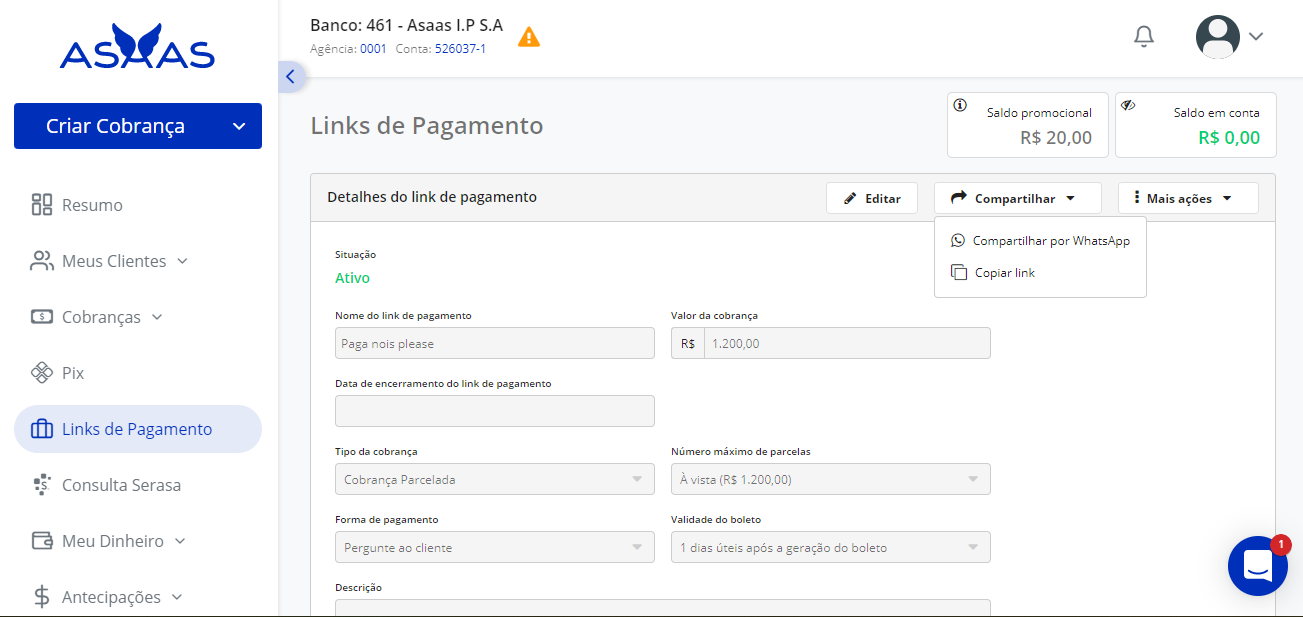 ASAAS
Criar Cobrança
Resumo
Meus Clientes
Cobranças
Pix
Links de Pagamento
Consulta Serasa
Meu Dinheiro
Antecipações
Banco: 461 - Asaas I.P S.A
Agência: 0001 Conta: 526037-1
Links de Pagamento
Saldo promocional
R$ 20,00
Saldo em conta
R$ 0,00
Detalhes do link de pagamento
Editar
Compartilhar
Mais ações
Compartilhar por WhatsApp
Copiar link
Situação
Ativo
Nome do link de pagamento
Paga nois please
Valor da cobrança
R$ 1.200,00
Data de encerramento do link de pagamento
Tipo da cobrança
Cobrança Parcelada
Número máximo de parcelas
À vista (R$ 1.200,00)
Forma de pagamento
Pergunte ao cliente
Validade do boleto
1 dias úteis após a geração do boleto
Descrição
1